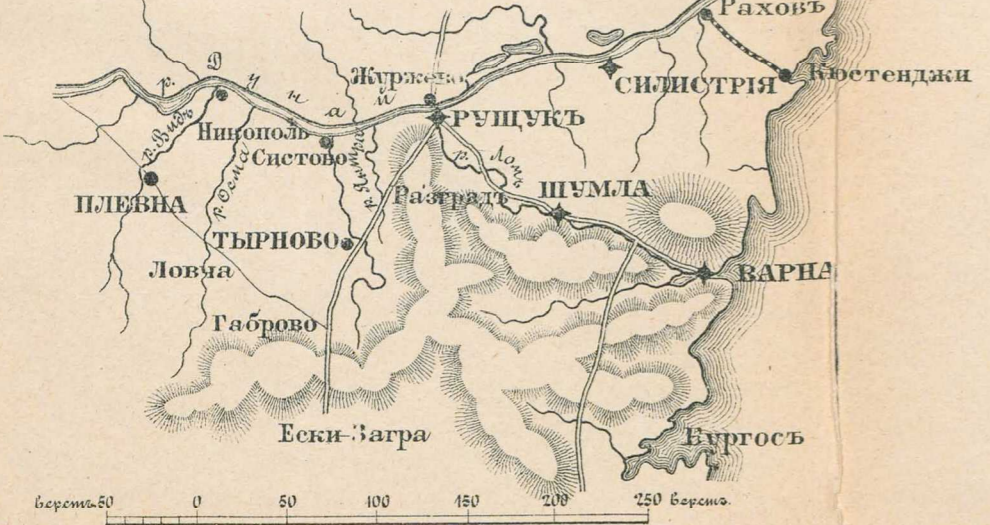 Раховъ
Кюстенджи
СИЛИСТРІЯ
Журжево
р. Дунай
РУЩУКЪ
Никополь
Систово
р. Видъ
р. Осма
р. Янтра
р. Ломъ
ПЛЕВНА
Разградъ
ШУМЛА
ТЫРНОВО
Ловча
ВАРНА
Габрово
Ески-Загра
Бургосъ
верстъ 50 0 50 100 150 200 250 верстъ.